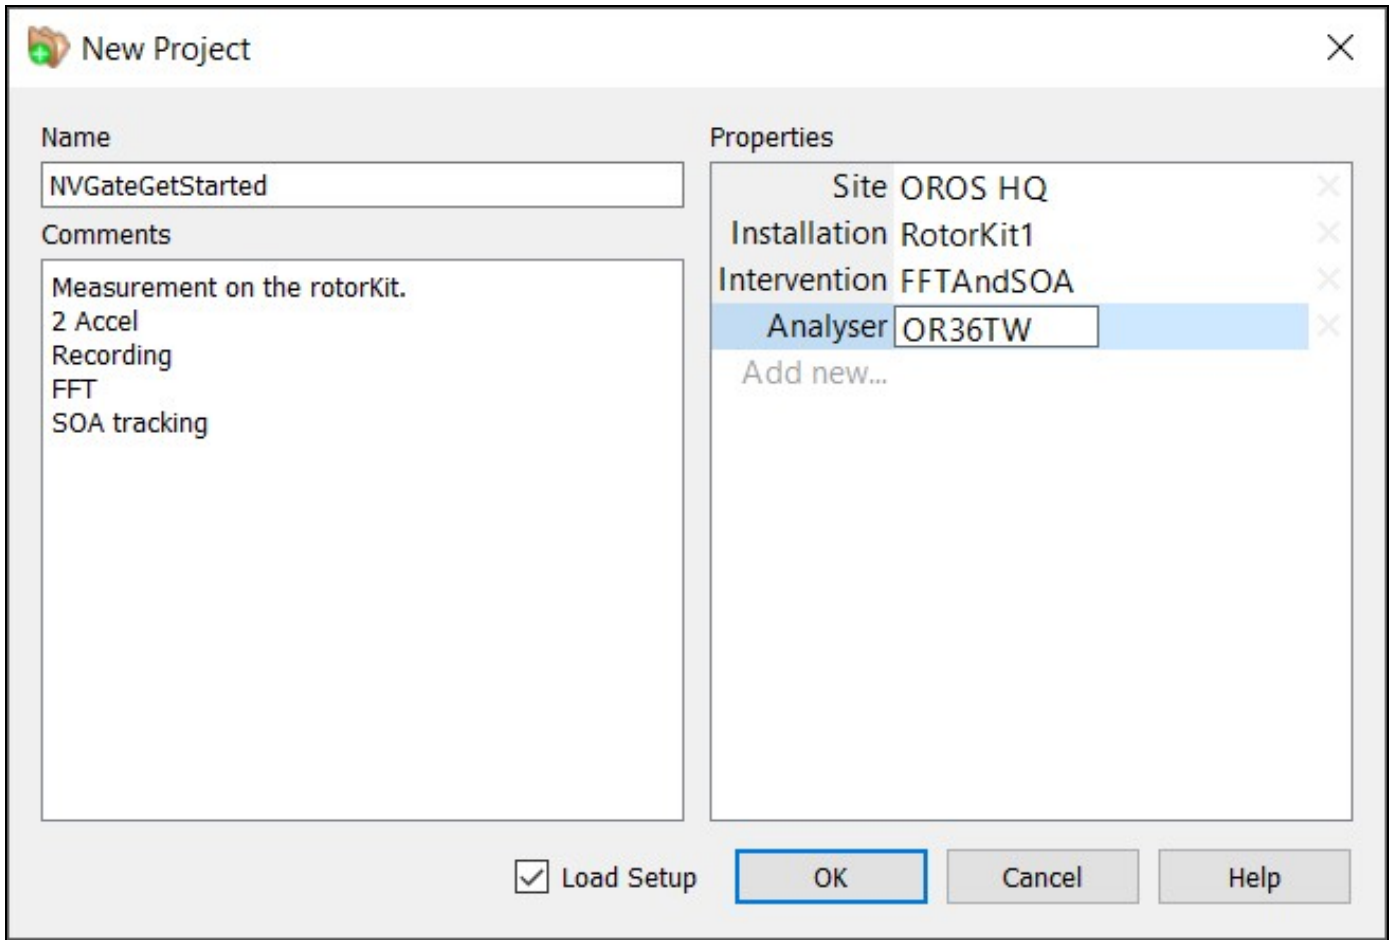 New Project
Name
NVGateGetStarted
Comments
Measurement on the rotorKit.
2 Accel
Recording
FFT
SOA tracking
Properties
Site OROS HQ
Installation RotorKit1
Intervention FFTAndSOA
Analyser OR36TW
Add new...
Load Setup
OK
Cancel
Help